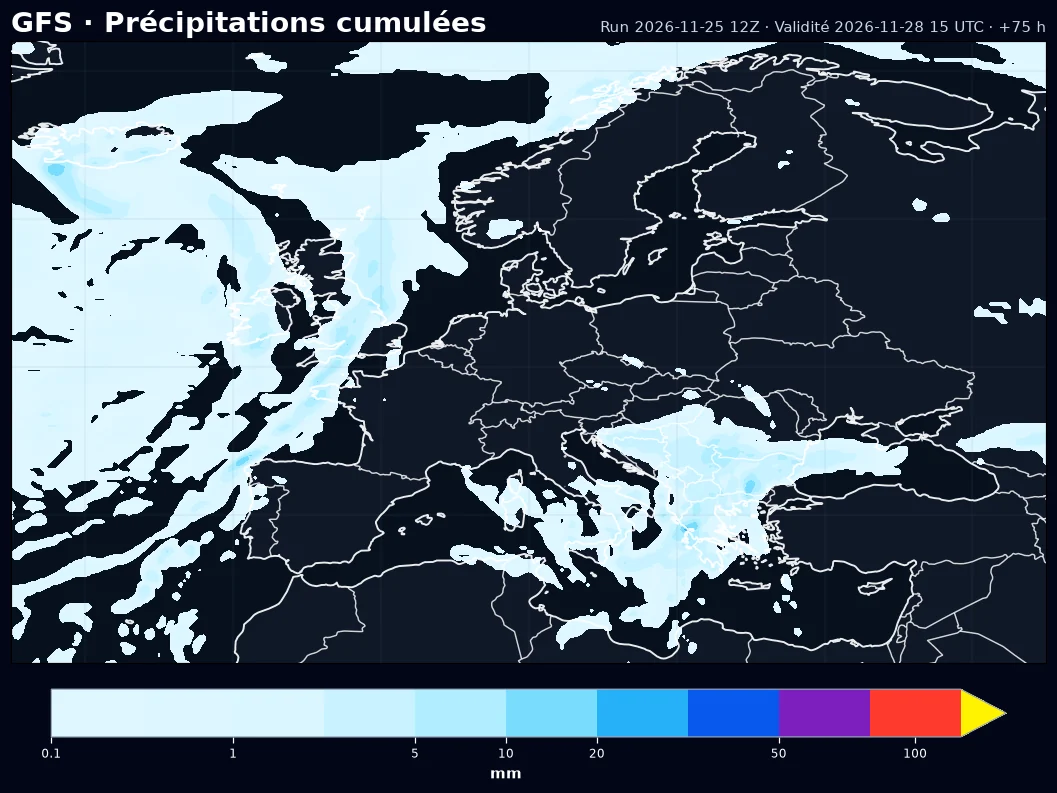 GFS · Précipitations cumulées
Run 2026-11-25 12Z · Validité 2026-11-28 15 UTC · +75 h
0.1 1 5 10 20 50 100
mm